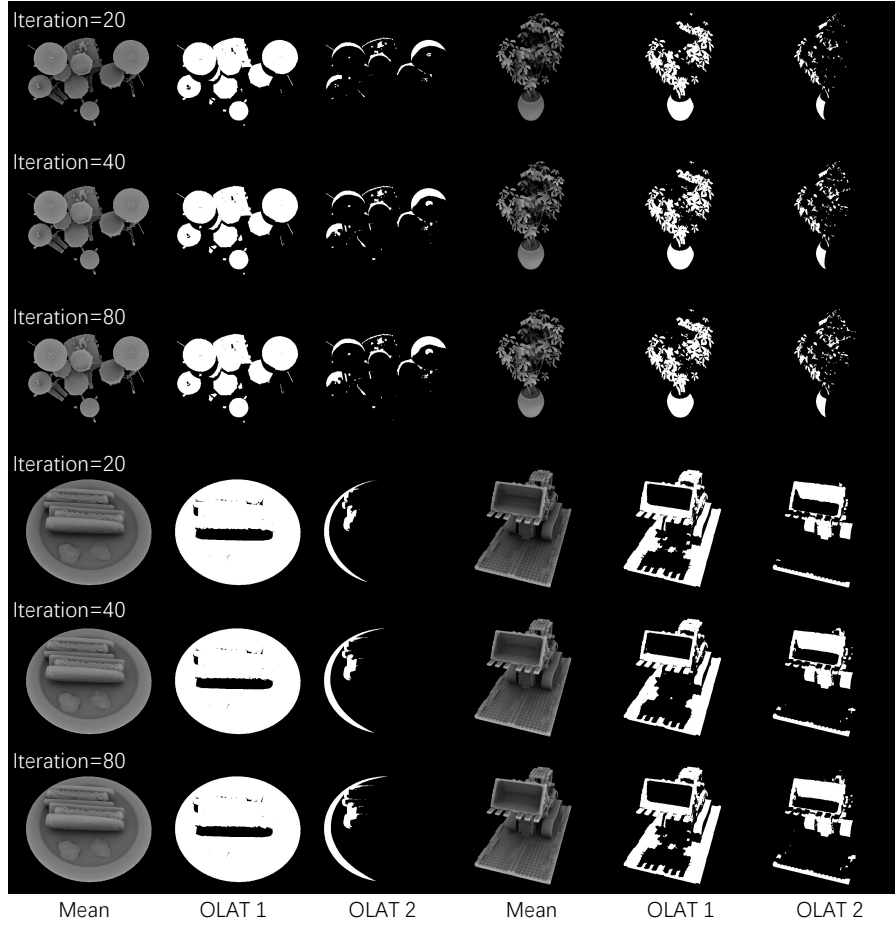 Iteration=20
Iteration=40
Iteration=80
Iteration=20
Iteration=40
Iteration=80
Mean OLAT 1 OLAT 2 Mean OLAT 1 OLAT 2